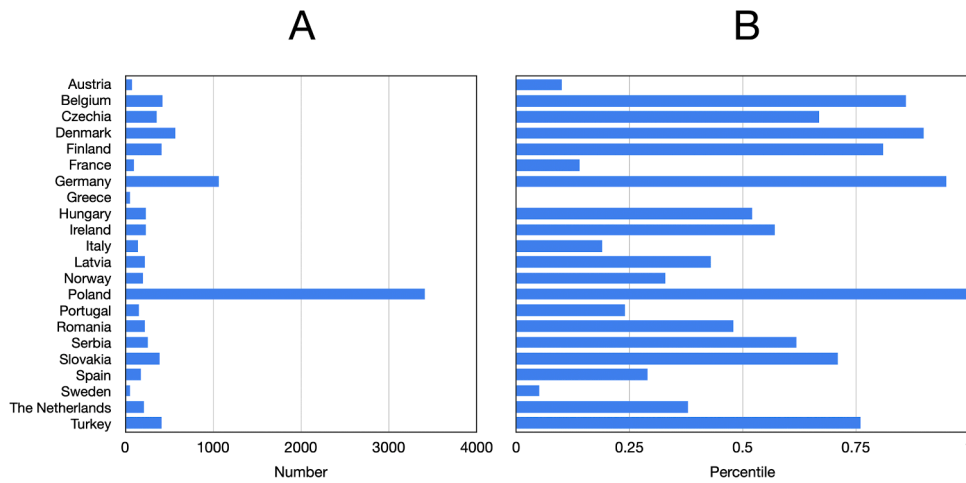 A
B
Austria
Belgium
Czechia
Denmark
Finland
France
Germany
Greece
Hungary
Ireland
Italy
Latvia
Norway
Poland
Portugal
Romania
Serbia
Slovakia
Spain
Sweden
The Netherlands
Turkey
0 1000 2000 3000 4000
Number
0 0.25 0.5 0.75
Percentile